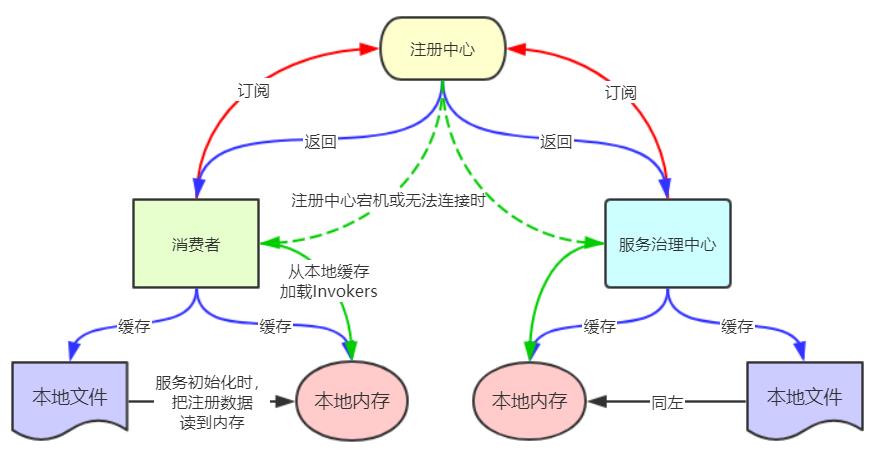 注册中心
订阅
订阅
返回
返回
注册中心宕机或无法连接时
消费者
服务治理中心
从本地缓存
加载Invokers
缓存
缓存
缓存
缓存
本地文件
服务初始化时，
把注册数据
读到内存
本地内存
本地内存
同左
本地文件